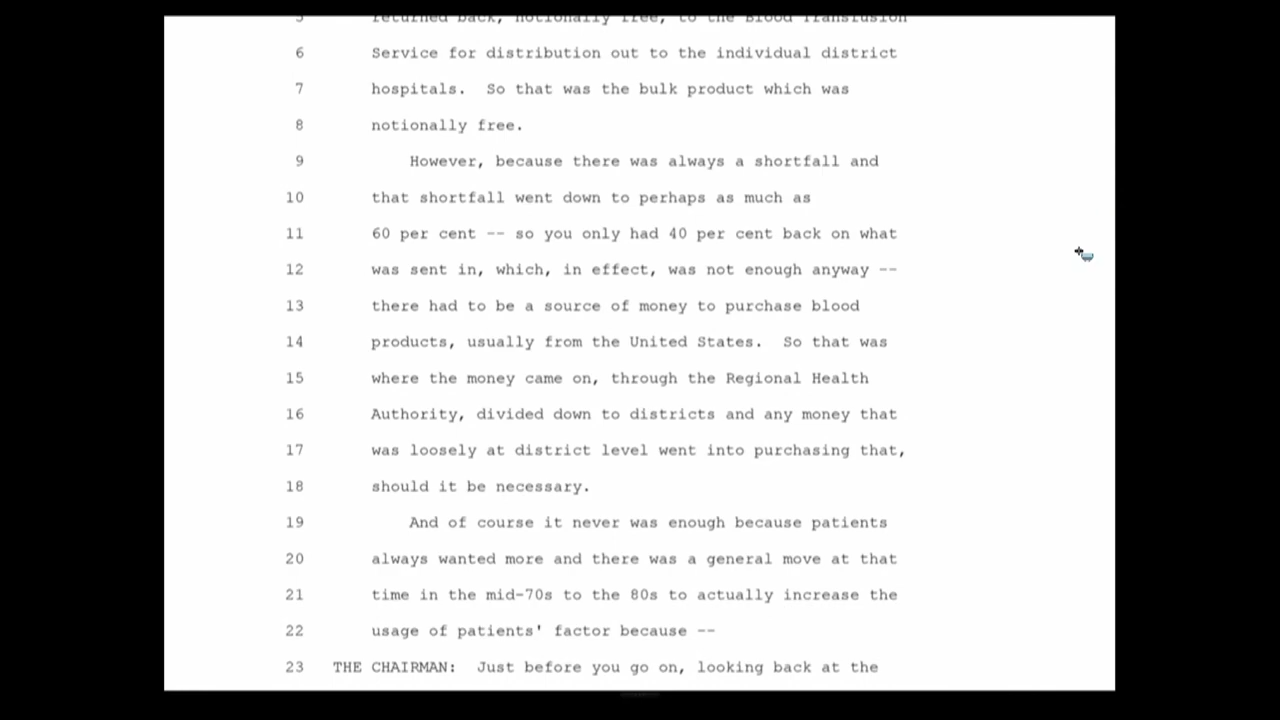 5 returned back, notionally free, to the Blood Transfusion
6 Service for distribution out to the individual district
7 hospitals. So that was the bulk product which was
8 notionally free.
9 However, because there was always a shortfall and
10 that shortfall went down to perhaps as much as
11 60 per cent -- so you only had 40 per cent back on what
12 was sent in, which, in effect, was not enough anyway --
13 there had to be a source of money to purchase blood
14 products, usually from the United States. So that was
15 where the money came on, through the Regional Health
16 Authority, divided down to districts and any money that
17 was loosely at district level went into purchasing that,
18 should it be necessary.
19 And of course it never was enough because patients
20 always wanted more and there was a general move at that
21 time in the mid-70s to the 80s to actually increase the
22 usage of patients' factor because --
23 THE CHAIRMAN: Just before you go on, looking back at the